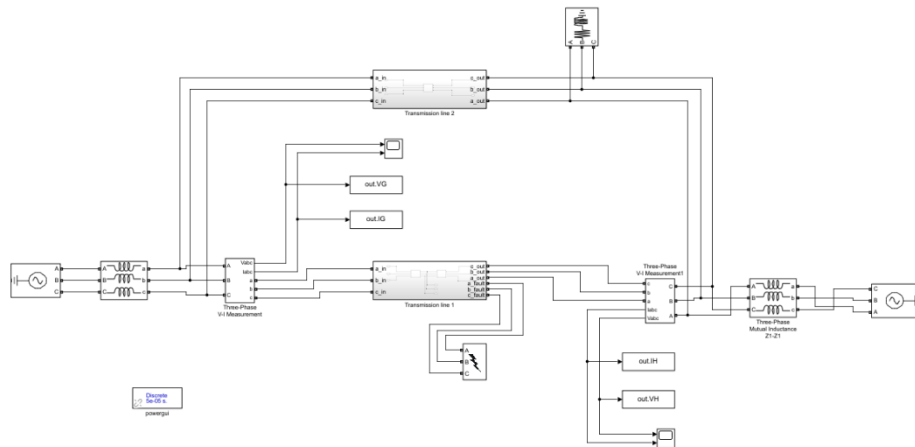 A
B
C
a_in
b_in
c_in
c_out
b_out
a_out
Transmission line 2
out.VG
out.IG
A
B
C
A
B
C
a
b
c
A
B
C
Vabc
Iabc
a
b
c
Three-Phase
V-I Measurement
a_in
b_in
c_in
c_out
b_out
a_out
a_fault
b_fault
c_fault
Transmission line 1
A
B
C
Three-Phase
V-I Measurement1
c
b
a
Iabc
Vabc
C
B
A
A
B
C
a
b
c
Three-Phase
Mutual Inductance
Z1-Z1
C
B
A
out.IH
out.VH
Discrete
5e-05 s.
powergui